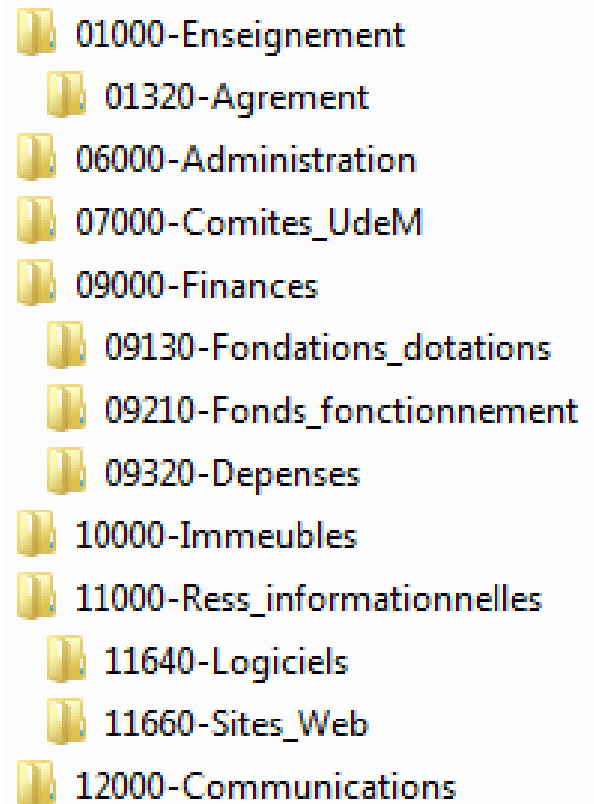 01000-Enseignement
01320-Agrement
06000-Administration
07000-Comites_UdeM
09000-Finances
09130-Fondations_dotations
09210-Fonds_fonctionnement
09320-Depenses
10000-Immeubles
11000-Ress_informationnelles
11640-Logiciels
11660-Sites_Web
12000-Communications